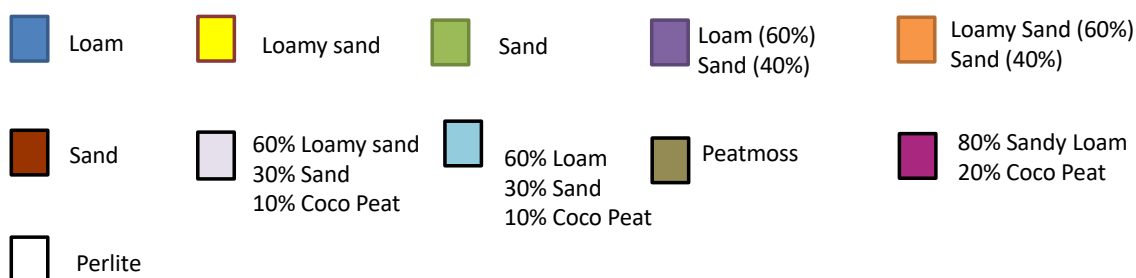 Loam
Loamy sand
Sand
Loam (60%)
Sand (40%)
Loamy Sand (60%)
Sand (40%)
Sand
60% Loamy sand
30% Sand
10% Coco Peat
60% Loam
30% Sand
10% Coco Peat
Peatmoss
80% Sandy Loam
20% Coco Peat
Perlite